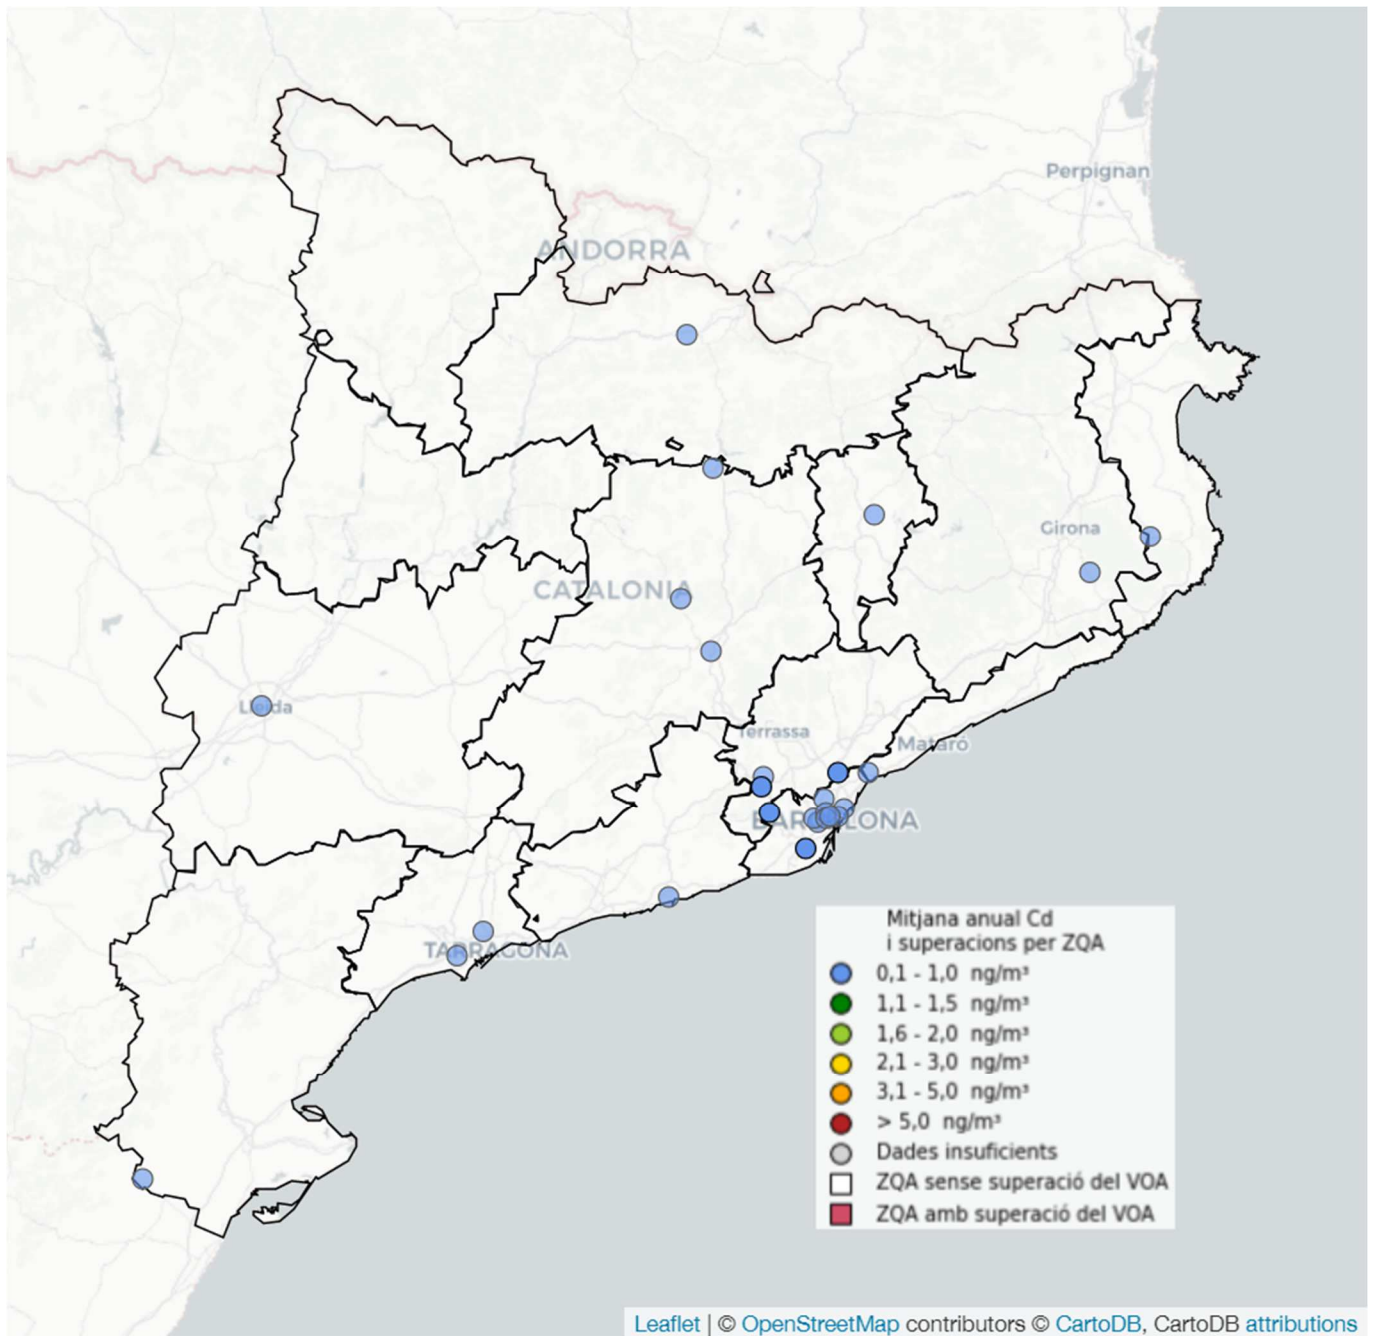 Perpignan
ANDORRA
Girona
CATALONIA
Lleida
Terrassa
Mataró
BARCELONA
TARRAGONA
Mitjana anual Cd
i superacions per ZQA
0,1 - 1,0 ng/m³
1,1 - 1,5 ng/m³
1,6 - 2,0 ng/m³
2,1 - 3,0 ng/m³
3,1 - 5,0 ng/m³
> 5,0 ng/m³
Dades insuficients
ZQA sense superació del VOA
ZQA amb superació del VOA
Leaflet | © OpenStreetMap contributors © CartoDB, CartoDB attributions